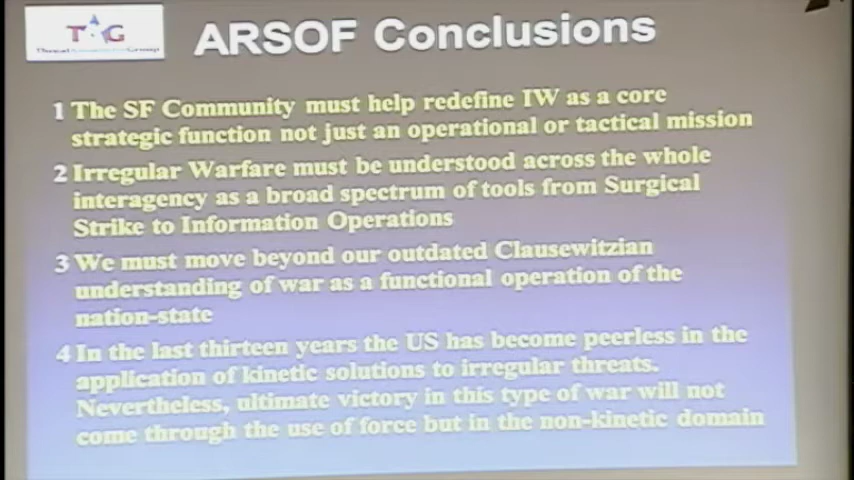 TAG
ARSOF Conclusions
1 The SF Community must help redefine IW as a core
strategic function not just an operational or tactical mission
2 Irregular Warfare must be understood across the whole
interagency as a broad spectrum of tools from Surgical
Strike to Information Operations
3 We must move beyond our outdated Clausewitzian
understanding of war as a functional operation of the
nation-state
4 In the last thirteen years the US has become peerless in the
application of kinetic solutions to irregular threats.
Nevertheless, ultimate victory in this type of war will not
come through the use of force but in the non-kinetic domain